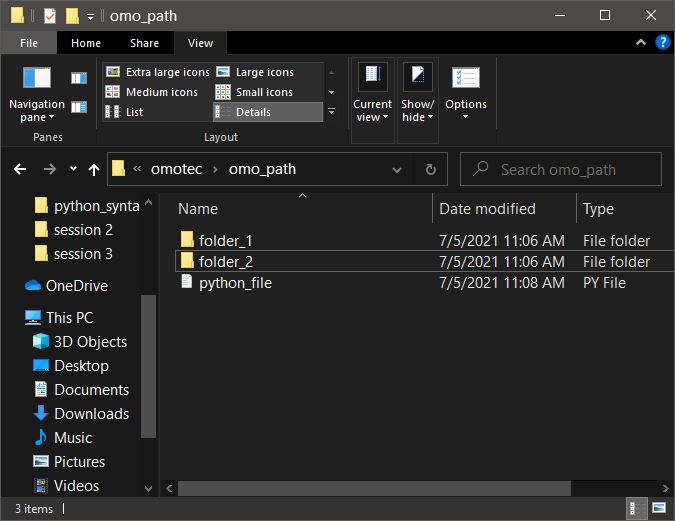 omo_path
File Home Share View
Navigation pane
Extra large icons Large icons
Medium icons Small icons
List Details
Current view
Show/ hide
Options
Panes Layout
omotec omo_path Search omo_path
python_synta
session 2
session 3
OneDrive
This PC
3D Objects
Desktop
Documents
Downloads
Music
Pictures
Videos
Name Date modified Type
folder_1 7/5/2021 11:06 AM File folder
folder_2 7/5/2021 11:06 AM File folder
python_file 7/5/2021 11:08 AM PY File
3 items